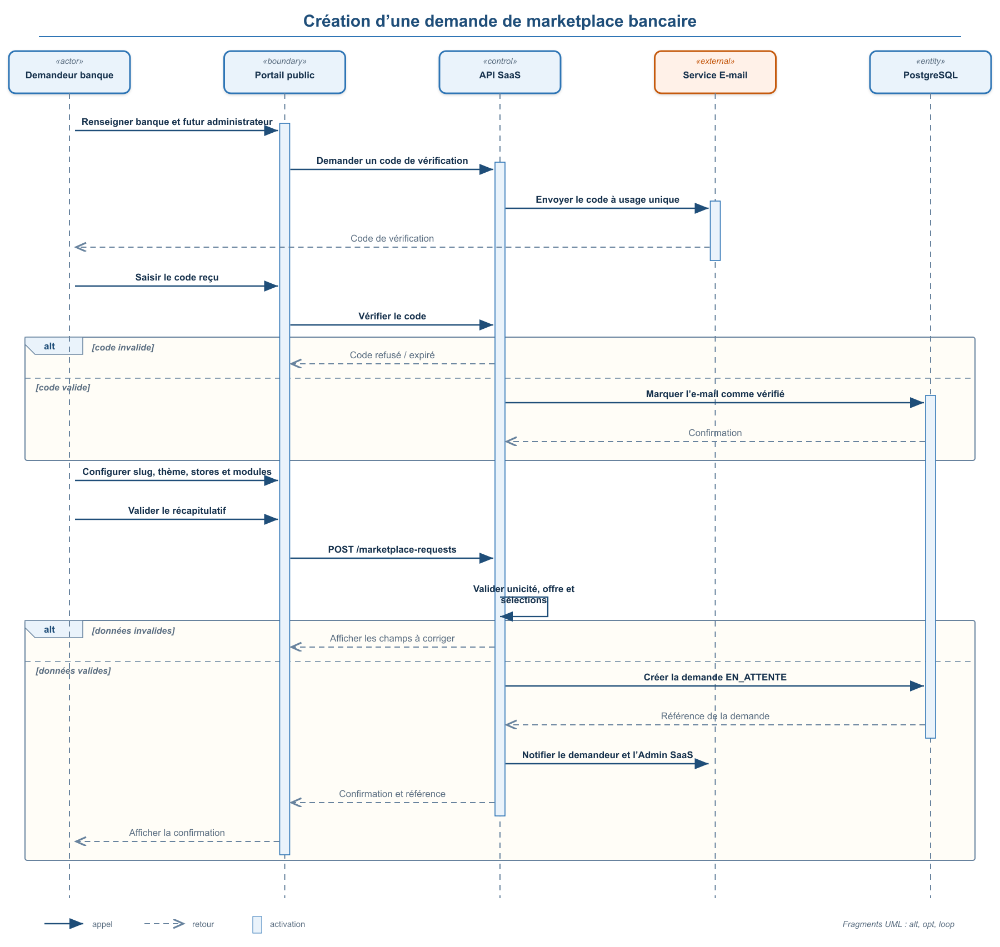 Création d’une demande de marketplace bancaire
«actor»
Demandeur banque
«boundary»
Portail public
«control»
API SaaS
«external»
Service E-mail
«entity»
PostgreSQL
Renseigner banque et futur administrateur
Demander un code de vérification
Envoyer le code à usage unique
Code de vérification
Saisir le code reçu
Vérifier le code
alt
[code invalide]
Code refusé / expiré
[code valide]
Marquer l’e-mail comme vérifié
Confirmation
Configurer slug, thème, stores et modules
Valider le récapitulatif
POST /marketplace-requests
Valider unicité, offre et
sélections
alt
[données invalides]
Afficher les champs à corriger
[données valides]
Créer la demande EN_ATTENTE
Référence de la demande
Notifier le demandeur et l’Admin SaaS
Confirmation et référence
Afficher la confirmation
appel
retour
activation
Fragments UML : alt, opt, loop